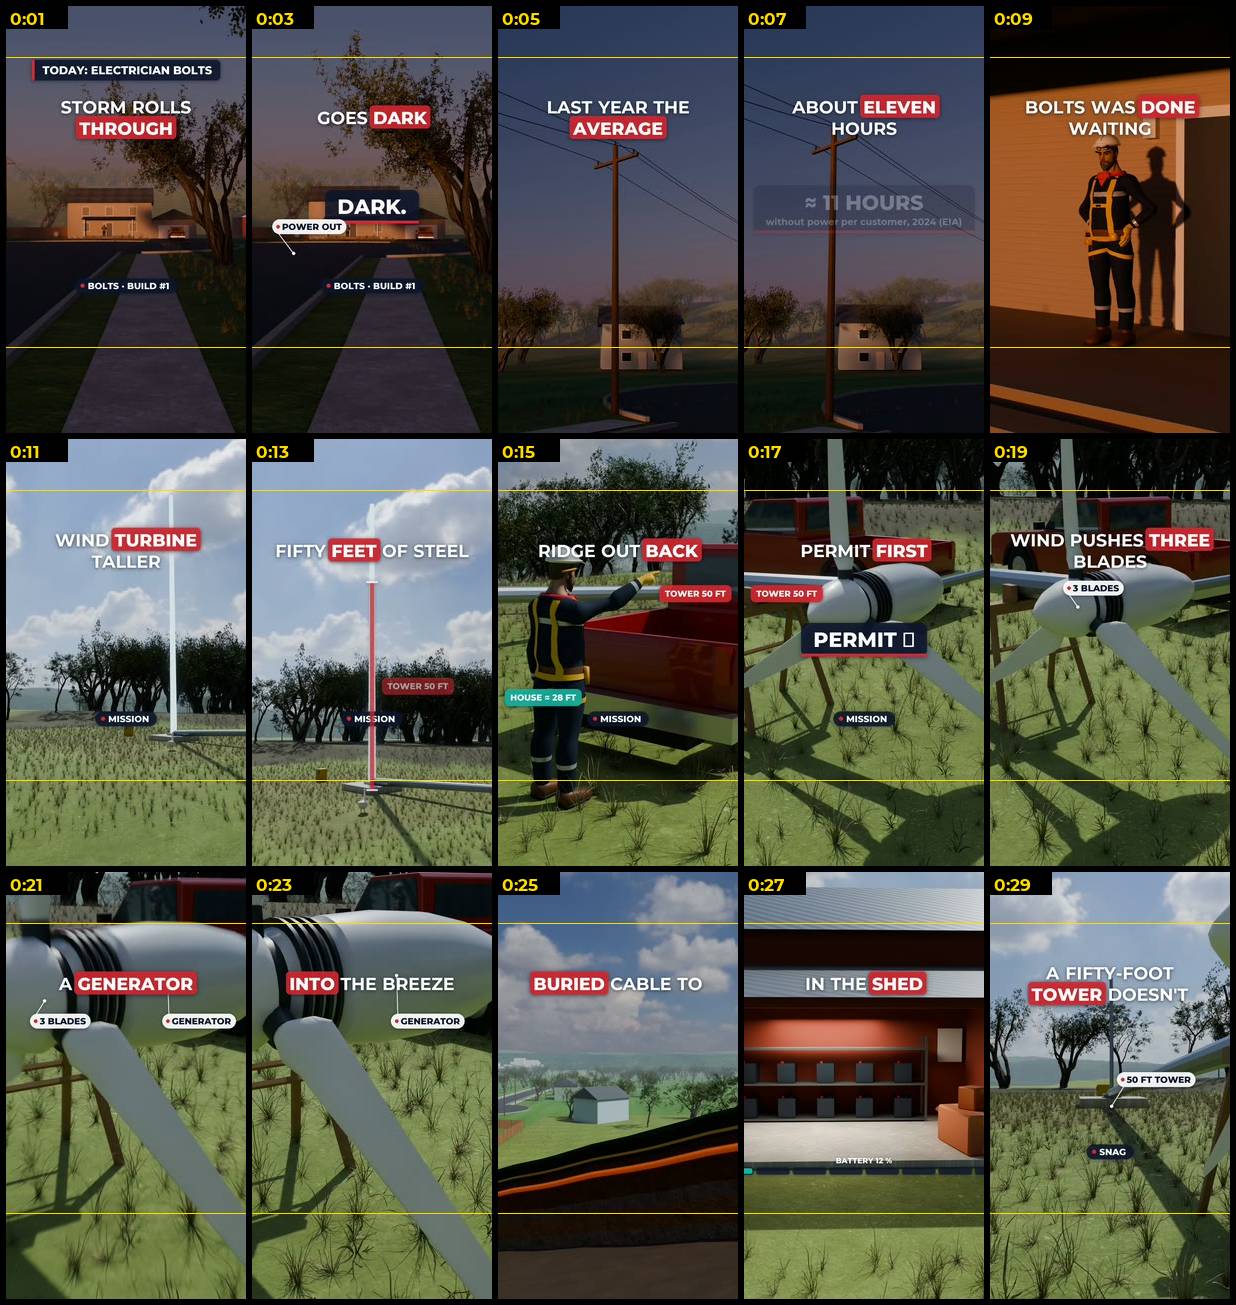 0:01
TODAY: ELECTRICIAN BOLTS
STORM ROLLS
THROUGH
BOLTS · BUILD #1
0:03
GOES DARK
DARK.
POWER OUT
BOLTS · BUILD #1
0:05
LAST YEAR THE
AVERAGE
0:07
ABOUT ELEVEN
HOURS
≈ 11 HOURS
without power per customer, 2024 (EIA)
0:09
BOLTS WAS DONE
WAITING
0:11
WIND TURBINE
TALLER
MISSION
0:13
FIFTY FEET OF STEEL
TOWER 50 FT
MISSION
0:15
RIDGE OUT BACK
TOWER 50 FT
HOUSE = 28 FT
MISSION
0:17
PERMIT FIRST
TOWER 50 FT
PERMIT
MISSION
0:19
WIND PUSHES THREE
BLADES
3 BLADES
0:21
A GENERATOR
3 BLADES
GENERATOR
0:23
INTO THE BREEZE
GENERATOR
0:25
BURIED CABLE TO
0:27
IN THE SHED
BATTERY 12 %
0:29
A FIFTY-FOOT
TOWER DOESN'T
50 FT TOWER
SNAG